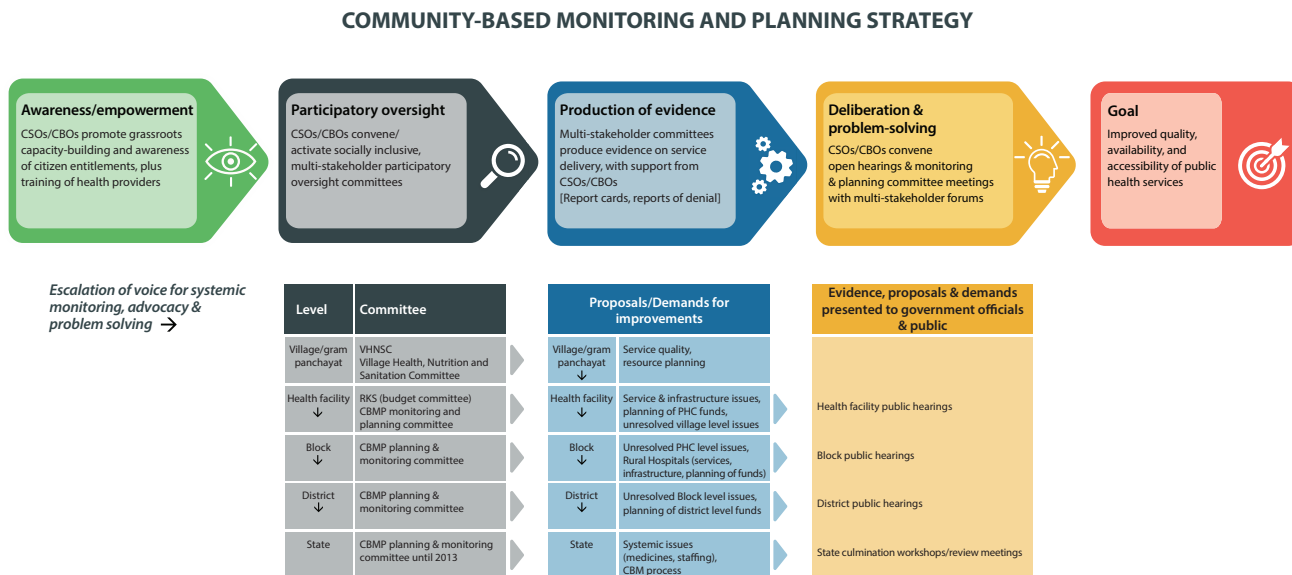 COMMUNITY-BASED MONITORING AND PLANNING STRATEGY
Awareness/empowerment
CSOs/CBOs promote grassroots
capacity-building and awareness
of citizen entitlements, plus
training of health providers
Participatory oversight
CSOs/CBOs convene/
activate socially inclusive,
multi-stakeholder participatory
oversight committees
Production of evidence
Multi-stakeholder committees
produce evidence on service
delivery, with support from
CSOs/CBOs
[Report cards, reports of denial]
Deliberation &
problem-solving
CSOs/CBOs convene
open hearings & monitoring
& planning committee meetings
with multi-stakeholder forums
Goal
Improved quality,
availability, and
accessibility of public
health services
Escalation of voice for systemic
monitoring, advocacy &
problem solving →
Level
Committee
Village/gram
panchayat
VHNSC
Village Health, Nutrition and
Sanitation Committee
Health facility
↓
RKS (budget committee)
CBMP monitoring and
planning committee
Block
↓
CBMP planning &
monitoring committee
District
↓
CBMP planning &
monitoring committee
State
CBMP planning & monitoring
committee until 2013
Proposals/Demands for
improvements
Village/gram
panchayat
↓
Service quality,
resource planning
Health facility
↓
Service & infrastructure issues,
planning of PHC funds,
unresolved village level issues
Block
↓
Unresolved PHC level issues,
Rural Hospitals (services,
infrastructure, planning of funds)
District
↓
Unresolved Block level issues,
planning of district level funds
State
Systemic issues
(medicines, staffing),
CBM process
Evidence, proposals & demands
presented to government officials
& public
Health facility public hearings
Block public hearings
District public hearings
State culmination workshops/review meetings